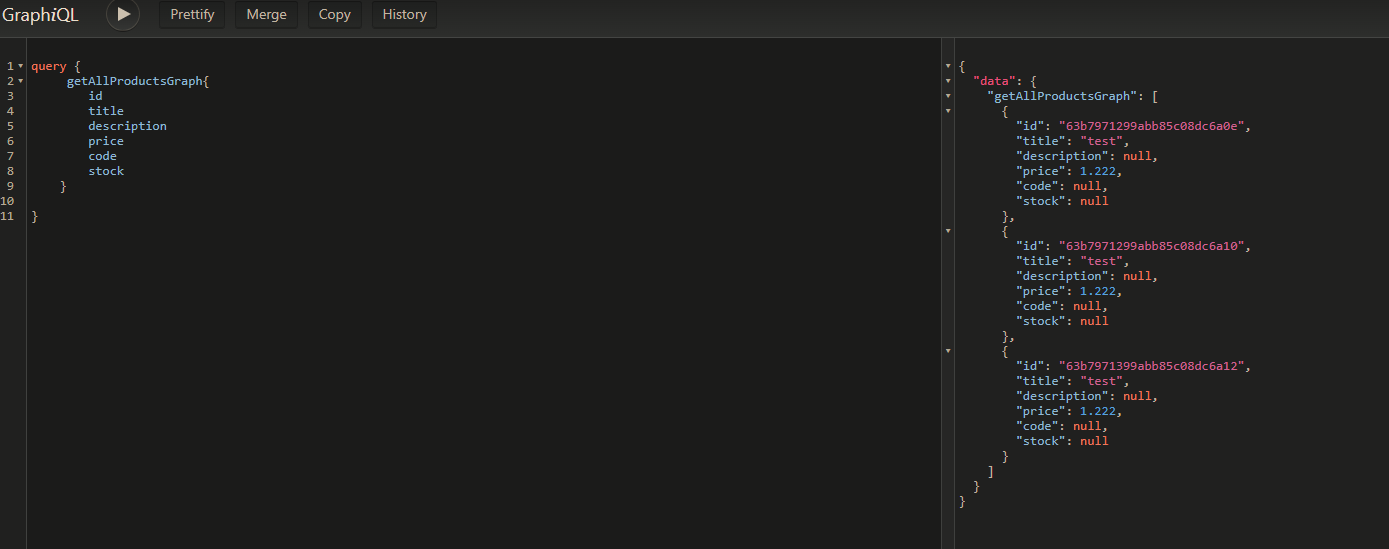 GraphiQL
Prettify
Merge
Copy
History
1 query {
2 getAllProductsGraph{
3 id
4 title
5 description
6 price
7 code
8 stock
9 }
10
11 }
{
"data": {
"getAllProductsGraph": [
{
"id": "63b7971299abb85c08dc6a0e",
"title": "test",
"description": null,
"price": 1.222,
"code": null,
"stock": null
},
{
"id": "63b7971299abb85c08dc6a10",
"title": "test",
"description": null,
"price": 1.222,
"code": null,
"stock": null
},
{
"id": "63b7971399abb85c08dc6a12",
"title": "test",
"description": null,
"price": 1.222,
"code": null,
"stock": null
}
]
}
}